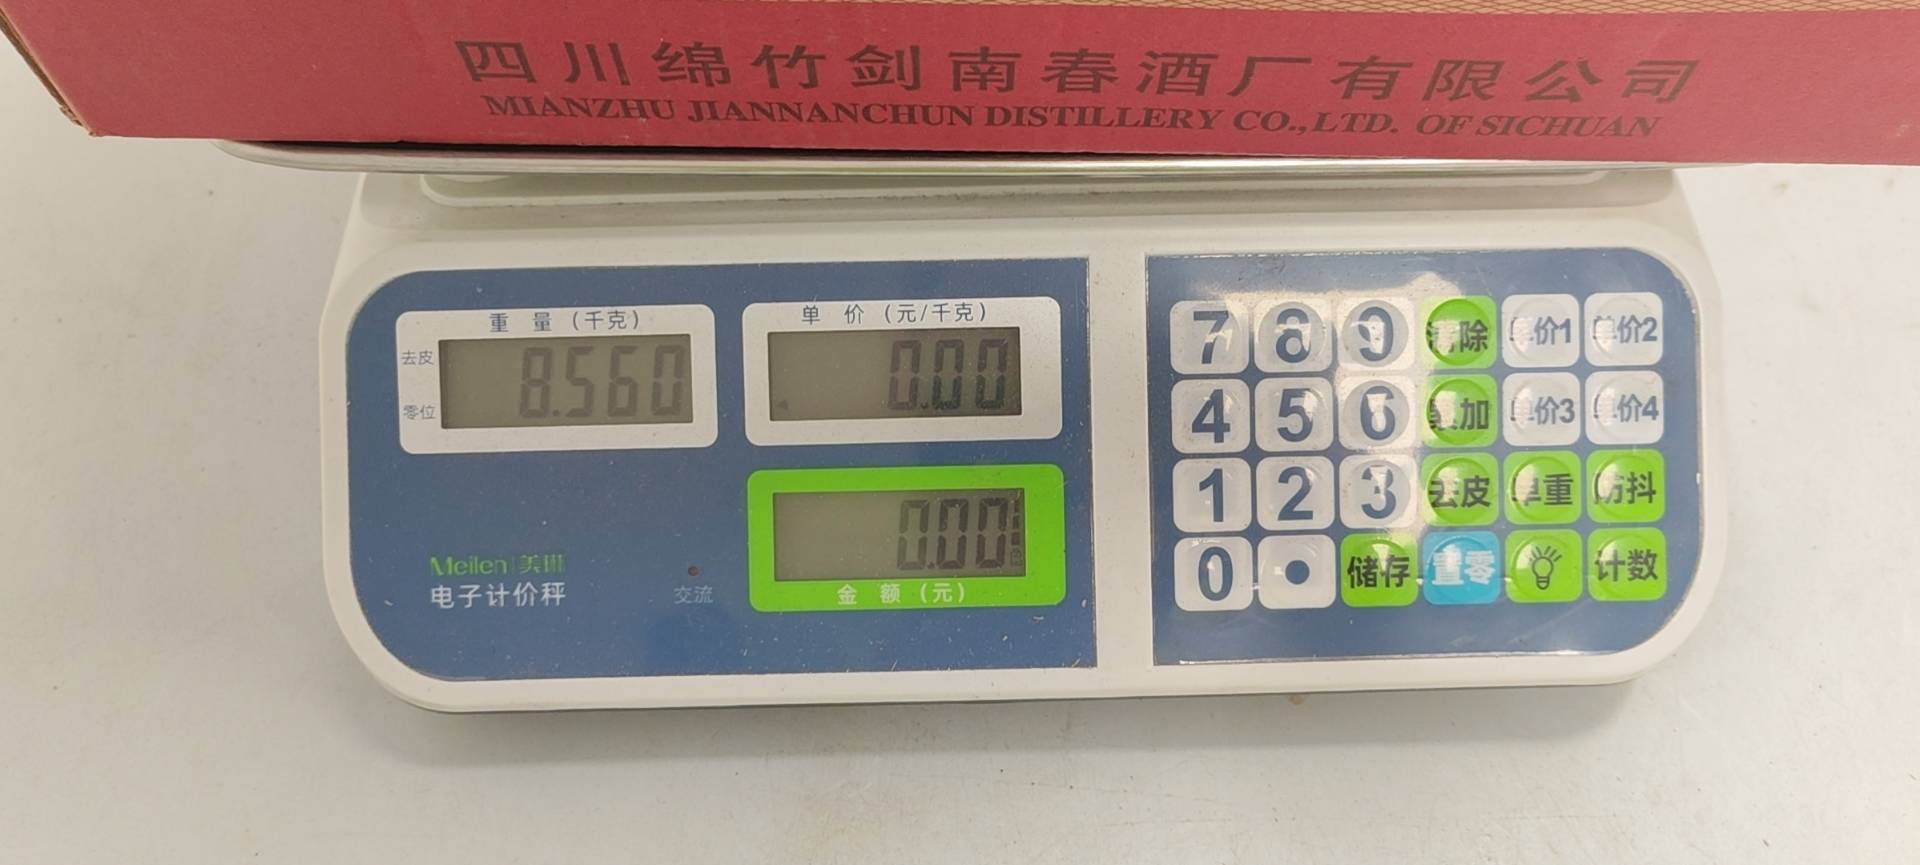 四川绵竹剑南春酒厂有限公司
MIANZHU JIANNANCHUN DISTILLERY CO.,LTD. OF SICHUAN
重量(千克)
去皮
零位
8.560
单价(元/千克)
0.00
0.00
金额(元)
Meilen|美琳
电子计价秤
交流
7 8 9 清除 单价1 单价2
4 5 6 累加 单价3 单价4
1 2 3 去皮 单重 防抖
0 • 储存 置零 计数